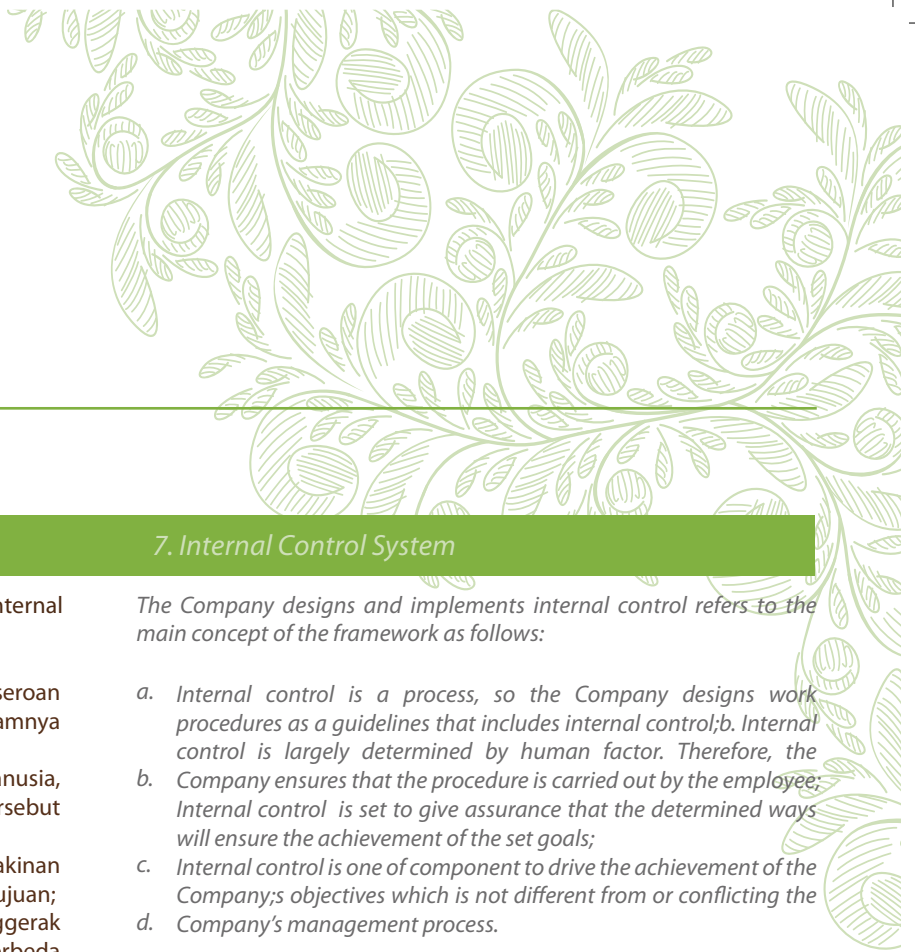 7. Internal Control System
nternal
seroan
amnya
anusia,
rsebut
akinan
ujuan;
ggerak
erbeda
The Company designs and implements internal control refers to the
main concept of the framework as follows:
a. Internal control is a process, so the Company designs work
procedures as a guidelines that includes internal control;b. Internal
control is largely determined by human factor. Therefore, the
b. Company ensures that the procedure is carried out by the employee;
Internal control is set to give assurance that the determined ways
will ensure the achievement of the set goals;
c. Internal control is one of component to drive the achievement of the
Company;s objectives which is not different from or conflicting the
d. Company's management process.